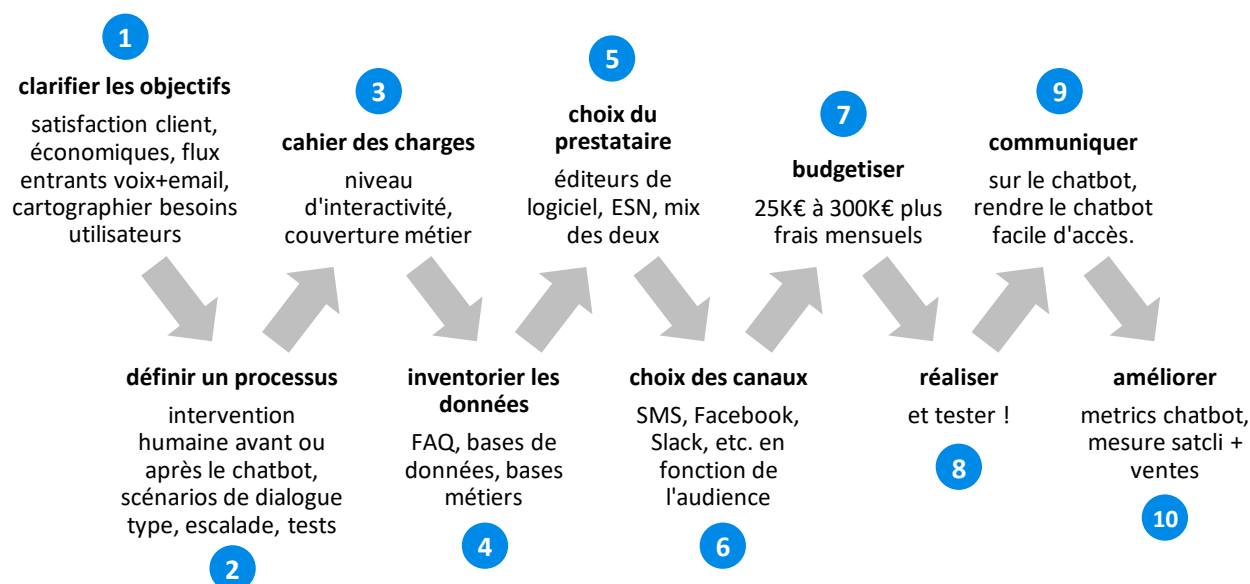 1
clarifier les objectifs
satisfaction client,
économiques, flux
entrants voix+email,
cartographier besoins
utilisateurs
définir un processus
intervention
humaine avant ou
après le chatbot,
scénarios de dialogue
type, escalade, tests
2
3
cahier des charges
niveau
d'interactivité,
couverture métier
inventorier les
données
FAQ, bases de
données, bases
métiers
4
5
choix du
prestataire
éditeurs de
logiciel, ESN, mix
des deux
choix des canaux
SMS, Facebook,
Slack, etc. en
fonction de
l'audience
6
7
budgetiser
25K€ à 300K€ plus
frais mensuels
réaliser
et tester !
8
9
communiquer
sur le chatbot,
rendre le chatbot
facile d'accès.
améliorer
metrics chatbot,
mesure satcli +
ventes
10